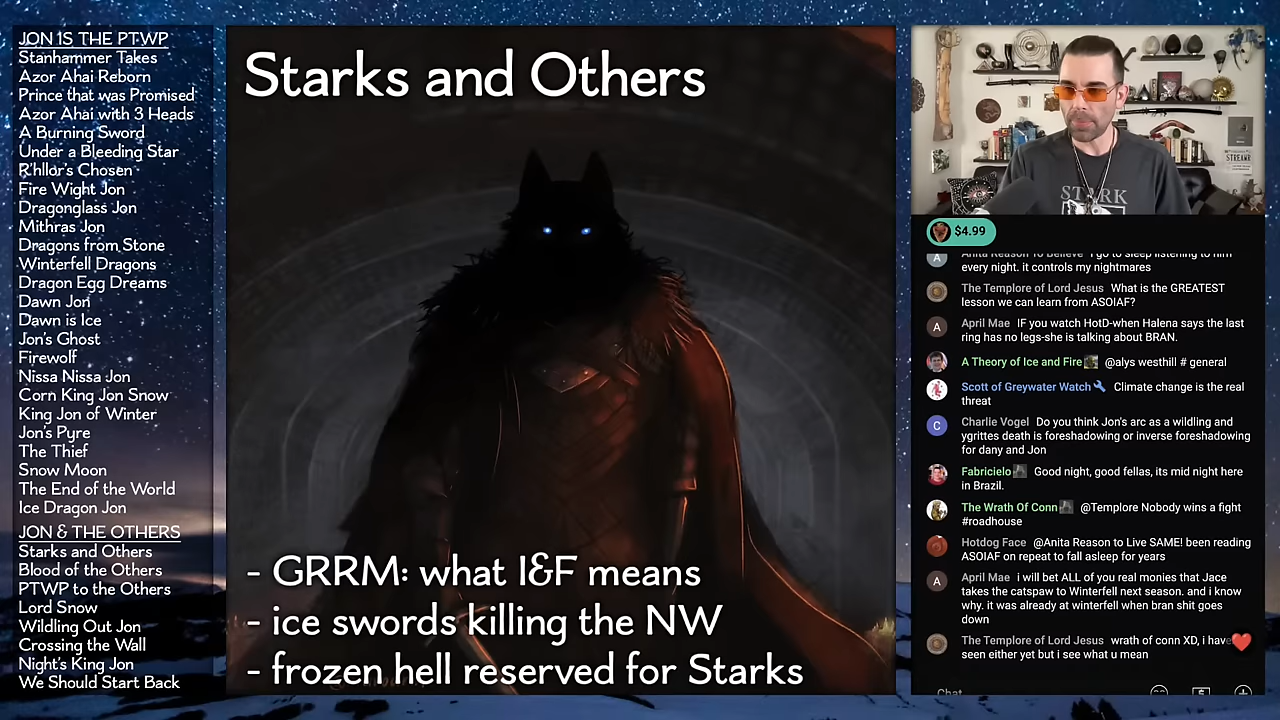 JON IS THE PTWP
Stanhammer Takes
Azor Ahai Reborn
Prince that was Promised
Azor Ahai with 3 Heads
A Burning Sword
Under a Bleeding Star
R'hllor's Chosen
Fire Wight Jon
Dragonglass Jon
Mithras Jon
Dragons from Stone
Winterfell Dragons
Dragon Egg Dreams
Dawn Jon
Dawn is Ice
Jon's Ghost
Firewolf
Nissa Nissa Jon
Corn King Jon Snow
King Jon of Winter
Jon's Pyre
The Thief
Snow Moon
The End of the World
Ice Dragon Jon
JON & THE OTHERS
Starks and Others
Blood of the Others
PTWP to the Others
Lord Snow
Wildling Out Jon
Crossing the Wall
Night's King Jon
We Should Start Back
Starks and Others
- GRRM: what I&F means
- ice swords killing the NW
- frozen hell reserved for Starks
STARK
STREAMR
$4.99
A Anita Reason To Believe i go to sleep listening to him
every night. it controls my nightmares
The Templore of Lord Jesus What is the GREATEST
lesson we can learn from ASOIAF?
A April Mae IF you watch HotD-when Halena says the last
ring has no legs-she is talking about BRAN.
A Theory of Ice and Fire @alys westhill # general
Scott of Greywater Watch Climate change is the real
threat
C Charlie Vogel Do you think Jon's arc as a wildling and
ygrittes death is foreshadowing or inverse foreshadowing
for dany and Jon
Fabricielo Good night, good fellas, its mid night here
in Brazil.
The Wrath Of Conn @Templore Nobody wins a fight
#roadhouse
Hotdog Face @Anita Reason to Live SAME! been reading
ASOIAF on repeat to fall asleep for years
A April Mae i will bet ALL of you real monies that Jace
takes the catspaw to Winterfell next season. and i know
why. it was already at winterfell when bran shit goes
down
The Templore of Lord Jesus wrath of conn XD, i have
seen either yet but i see what u mean
Chat